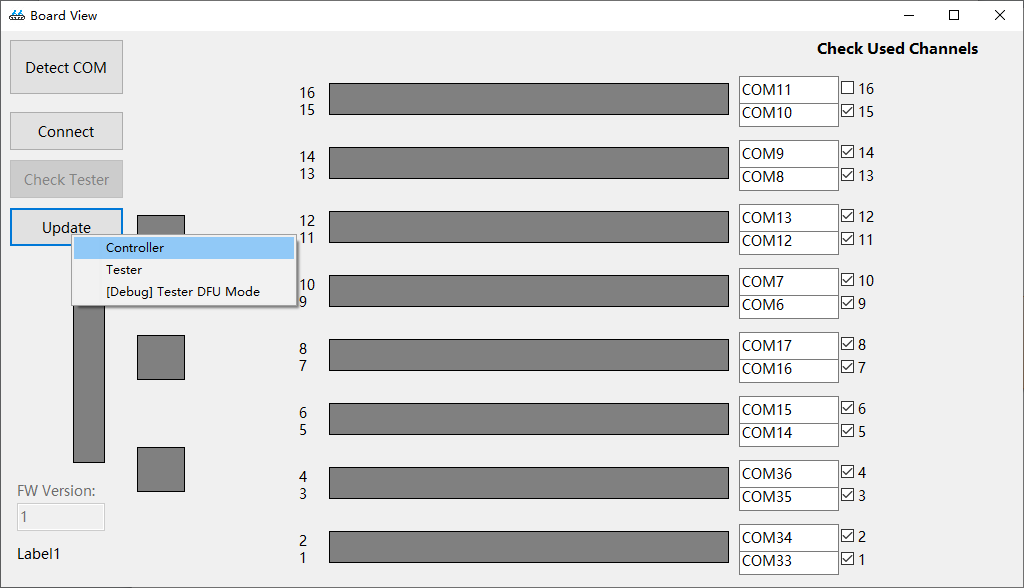 Board View
Check Used Channels
Detect COM
Connect
Check Tester
Update
Controller
Tester
[Debug] Tester DFU Mode
FW Version:
1
Label1
16 COM11 16
15 COM10 15
14 COM9 14
13 COM8 13
12 COM13 12
11 COM12 11
10 COM7 10
9 COM6 9
8 COM17 8
7 COM16 7
6 COM15 6
5 COM14 5
4 COM36 4
3 COM35 3
2 COM34 2
1 COM33 1